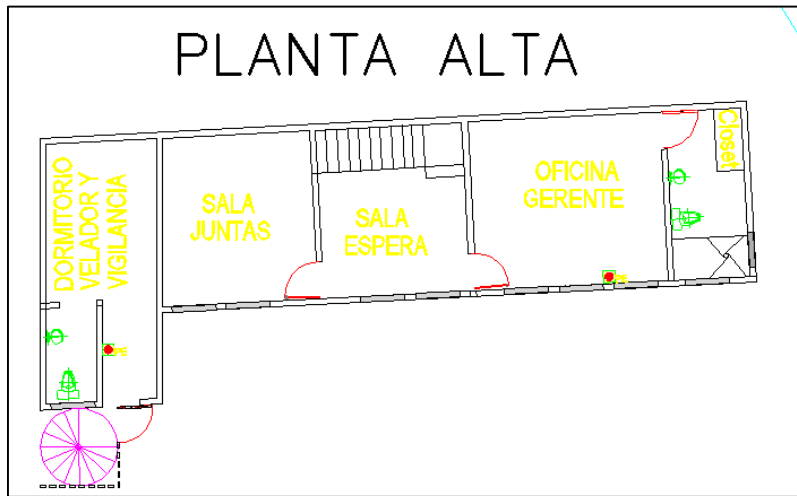 PLANTA ALTA
DORMITORIO
VELADOR Y
VIGILANCIA
SALA
JUNTAS
SALA
ESPERA
OFICINA
GERENTE
Closet